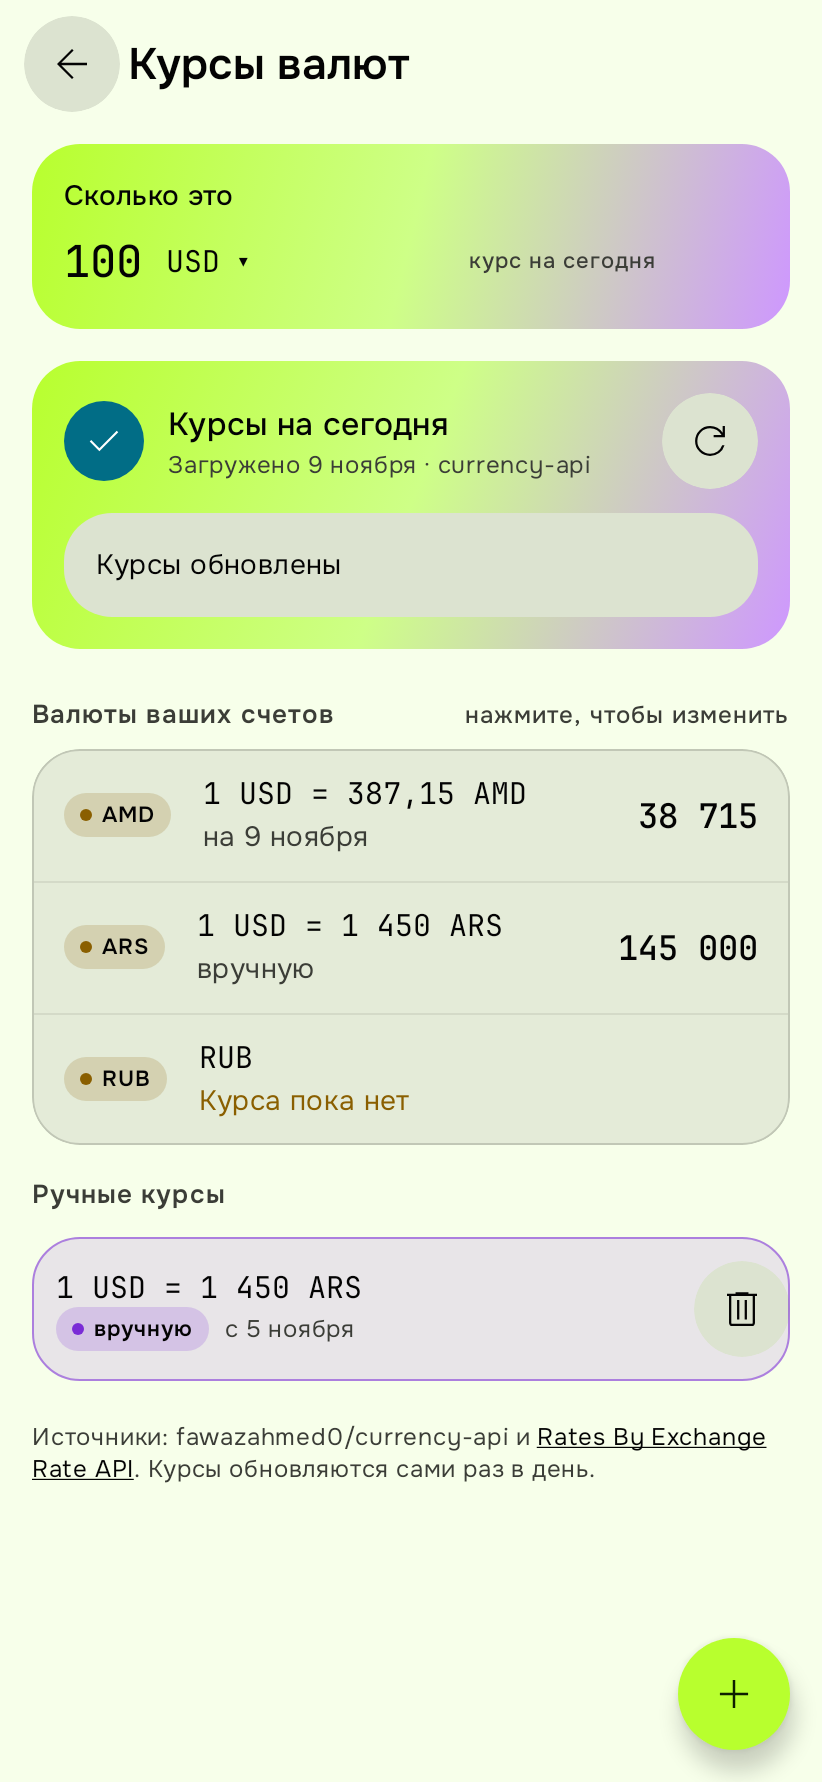 Курсы валют
Сколько это
100 USD ▾ курс на сегодня
Курсы на сегодня
Загружено 9 ноября · currency-api
Курсы обновлены
Валюты ваших счетов нажмите, чтобы изменить
AMD 1 USD = 387,15 AMD 38 715
на 9 ноября
ARS 1 USD = 1 450 ARS 145 000
вручную
RUB RUB
Курса пока нет
Ручные курсы
1 USD = 1 450 ARS
вручную с 5 ноября
Источники: fawazahmed0/currency-api и Rates By Exchange
Rate API. Курсы обновляются сами раз в день.